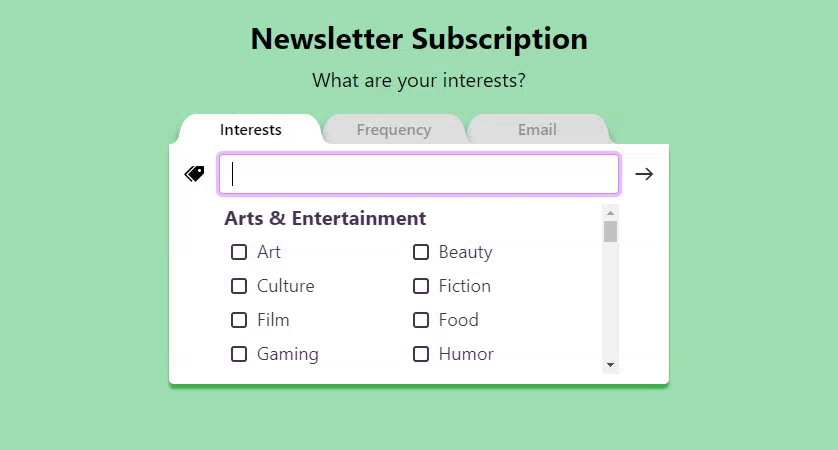 Newsletter Subscription
What are your interests?
Interests Frequency Email
Arts & Entertainment
Art Beauty
Culture Fiction
Film Food
Gaming Humor